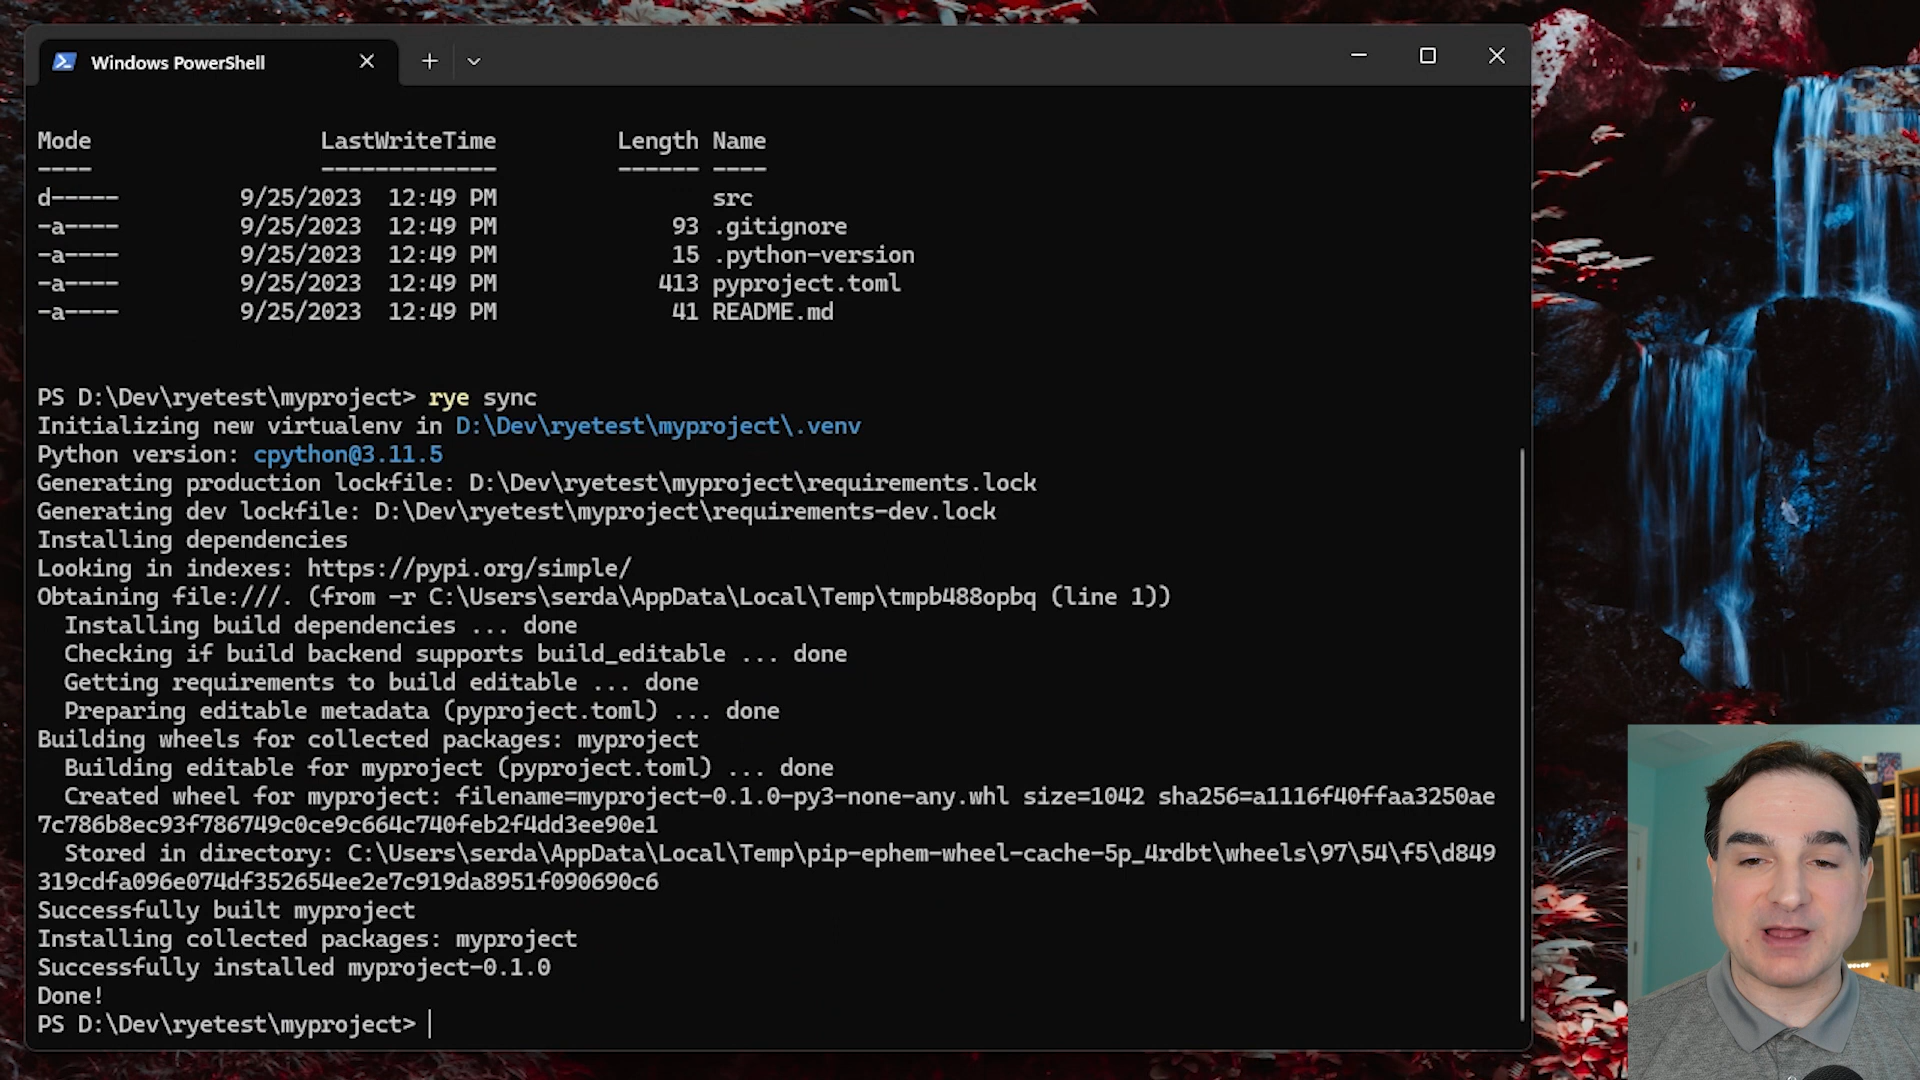 Windows PowerShell
Mode                 LastWriteTime         Length Name
----                 -------------         ------ ----
d-----         9/25/2023  12:49 PM                src
-a----         9/25/2023  12:49 PM             93 .gitignore
-a----         9/25/2023  12:49 PM             15 .python-version
-a----         9/25/2023  12:49 PM            413 pyproject.toml
-a----         9/25/2023  12:49 PM             41 README.md
PS D:\Dev\ryetest\myproject> rye sync
Initializing new virtualenv in D:\Dev\ryetest\myproject\.venv
Python version: cpython@3.11.5
Generating production lockfile: D:\Dev\ryetest\myproject\requirements.lock
Generating dev lockfile: D:\Dev\ryetest\myproject\requirements-dev.lock
Installing dependencies
Looking in indexes: https://pypi.org/simple/
Obtaining file:///. (from -r C:\Users\serda\AppData\Local\Temp\tmpb488opbq (line 1))
  Installing build dependencies ... done
  Checking if build backend supports build_editable ... done
  Getting requirements to build editable ... done
  Preparing editable metadata (pyproject.toml) ... done
Building wheels for collected packages: myproject
  Building editable for myproject (pyproject.toml) ... done
  Created wheel for myproject: filename=myproject-0.1.0-py3-none-any.whl size=1042 sha256=a1116f40ffaa3250ae
7c786b8ec93f786749c0ce9c664c740feb2f4dd3ee90e1
  Stored in directory: C:\Users\serda\AppData\Local\Temp\pip-ephem-wheel-cache-5p_4rdbt\wheels\97\54\f5\d849
319cdfa096e074df352654ee2e7c919da8951f090690c6
Successfully built myproject
Installing collected packages: myproject
Successfully installed myproject-0.1.0
Done!
PS D:\Dev\ryetest\myproject>